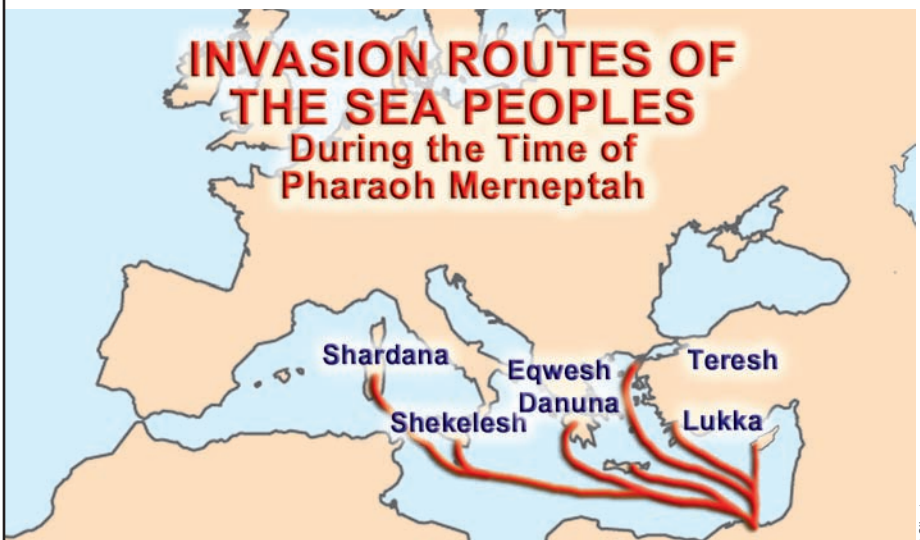 INVASION ROUTES OF
THE SEA PEOPLES
During the Time of
Pharaoh Merneptah
Shardana
Eqwesh
Teresh
Danuna
Shekelesh
Lukka